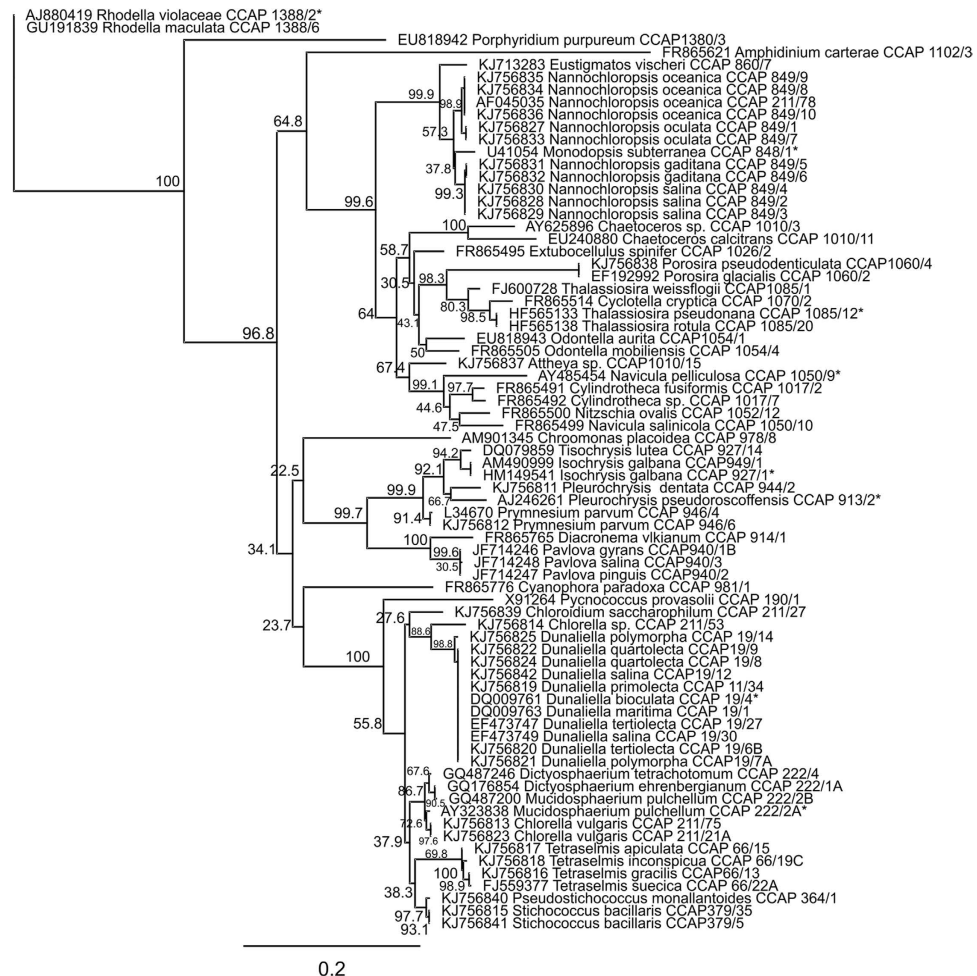 AJ880419 Rhodella violaceae CCAP 1388/2*
GU191839 Rhodella maculata CCAP 1388/6
EU818942 Porphyridium purpureum CCAP1380/3
FR865621 Amphidinium carterae CCAP 1102/3
KJ713283 Eustigmatos vischeri CCAP 860/7
KJ756835 Nannochloropsis oceanica CCAP 849/9
99.9
KJ756834 Nannochloropsis oceanica CCAP 849/8
98.9
AF045035 Nannochloropsis oceanica CCAP 211/78
KJ756836 Nannochloropsis oceanica CCAP 849/10
64.8
KJ756827 Nannochloropsis oculata CCAP 849/1
57.3
KJ756833 Nannochloropsis oculata CCAP 849/7
U41054 Monodopsis subterranea CCAP 848/1*
KJ756831 Nannochloropsis gaditana CCAP 849/5
37.8
KJ756832 Nannochloropsis gaditana CCAP 849/6
100
KJ756830 Nannochloropsis salina CCAP 849/4
99.3
KJ756828 Nannochloropsis salina CCAP 849/2
99.6
KJ756829 Nannochloropsis salina CCAP 849/3
100
AY625896 Chaetoceros sp. CCAP 1010/3
EU240880 Chaetoceros calcitrans CCAP 1010/11
58.7
FR865495 Extubocellus spinifer CCAP 1026/2
KJ756838 Porosira pseudodenticulata CCAP1060/4
98.3
EF192992 Porosira glacialis CCAP 1060/2
30.5
FJ600728 Thalassiosira weissflogii CCAP1085/1
FR865514 Cyclotella cryptica CCAP 1070/2
80.3
64
HF565133 Thalassiosira pseudonana CCAP 1085/12*
98.5
43.1
HF565138 Thalassiosira rotula CCAP 1085/20
96.8
EU818943 Odontella aurita CCAP1054/1
50
FR865505 Odontella mobiliensis CCAP 1054/4
67.4
KJ756837 Attheya sp. CCAP1010/15
AY485454 Navicula pelliculosa CCAP 1050/9*
99.1
97.7
FR865491 Cylindrotheca fusiformis CCAP 1017/2
FR865492 Cylindrotheca sp. CCAP 1017/7
44.6
FR865500 Nitzschia ovalis CCAP 1052/12
47.5
FR865499 Navicula salinicola CCAP 1050/10
AM901345 Chroomonas placoidea CCAP 978/8
94.2
DQ079859 Tisochrysis lutea CCAP 927/14
AM490999 Isochrysis galbana CCAP949/1
22.5
92.1
HM149541 Isochrysis galbana CCAP 927/1*
99.9
KJ756811 Pleurochrysis dentata CCAP 944/2
66.7
AJ246261 Pleurochrysis pseudoroscoffensis CCAP 913/2*
99.7
L34670 Prymnesium parvum CCAP 946/4
91.4
KJ756812 Prymnesium parvum CCAP 946/6
100
FR865765 Diacronema vlkianum CCAP 914/1
34.1
99.6
JF714246 Pavlova gyrans CCAP940/1B
30.5
JF714248 Pavlova salina CCAP940/3
JF714247 Pavlova pinguis CCAP940/2
FR865776 Cyanophora paradoxa CCAP 981/1
X91264 Pycnococcus provasolii CCAP 190/1
KJ756839 Chloroidium saccharophilum CCAP 211/27
27.6
23.7
KJ756814 Chlorella sp. CCAP 211/53
88.6
KJ756825 Dunaliella polymorpha CCAP 19/14
98.8
KJ756822 Dunaliella quartolecta CCAP19/9
100
KJ756824 Dunaliella quartolecta CCAP 19/8
KJ756842 Dunaliella salina CCAP19/12
KJ756819 Dunaliella primolecta CCAP 11/34
DQ009761 Dunaliella bioculata CCAP 19/4*
DQ009763 Dunaliella maritima CCAP 19/1
55.8
EF473747 Dunaliella tertiolecta CCAP 19/27
EF473749 Dunaliella salina CCAP 19/30
KJ756820 Dunaliella tertiolecta CCAP 19/6B
KJ756821 Dunaliella polymorpha CCAP19/7A
67.6
GQ487246 Dictyosphaerium tetrachotomum CCAP 222/4
86.7
GQ176854 Dictyosphaerium ehrenbergianum CCAP 222/1A
90.5
GQ487200 Mucidosphaerium pulchellum CCAP 222/2B
AY323838 Mucidosphaerium pulchellum CCAP 222/2A*
72.6
KJ756813 Chlorella vulgaris CCAP 211/75
97.6
KJ756823 Chlorella vulgaris CCAP 211/21A
37.9
KJ756817 Tetraselmis apiculata CCAP 66/15
69.8
KJ756818 Tetraselmis inconspicua CCAP 66/19C
100
KJ756816 Tetraselmis gracilis CCAP66/13
98.9
FJ559377 Tetraselmis suecica CCAP 66/22A
38.3
KJ756840 Pseudostichococcus monallantoides CCAP 364/1
97.7
KJ756815 Stichococcus bacillaris CCAP379/35
93.1
KJ756841 Stichococcus bacillaris CCAP379/5
0.2